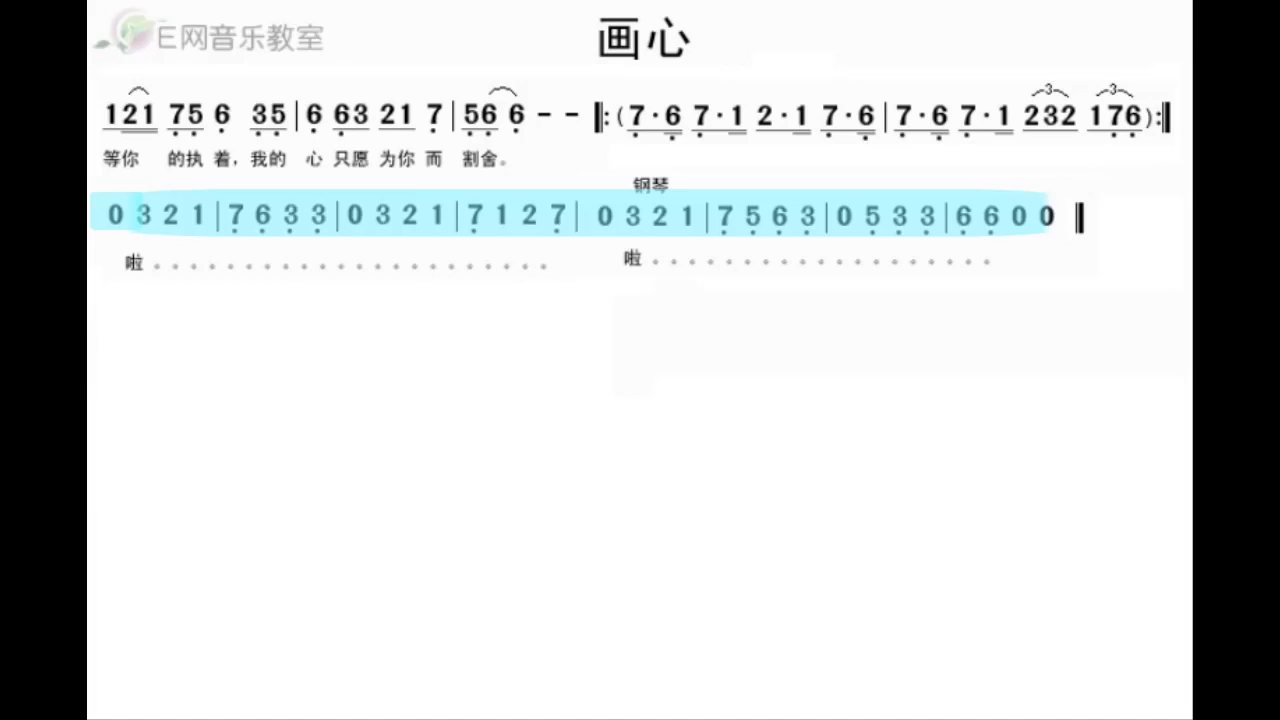 E网音乐教室
画心
121 75 6 35|6 63 21 7|56 6 - - ‖:(7·6 7·1 2·1 7·6|7·6 7·1 232 176):‖
3 3
等你 的执 着，我的 心 只愿 为你 而 割舍。
钢琴
0 3 2 1|7 6 3 3|0 3 2 1|7 1 2 7| 0 3 2 1|7 5 6 3|0 5 3 3|6 6 0 0‖
啦。。。。。。。。。。。。。。。。。。。。。。 啦。。。。。。。。。。。。。。。。。。。